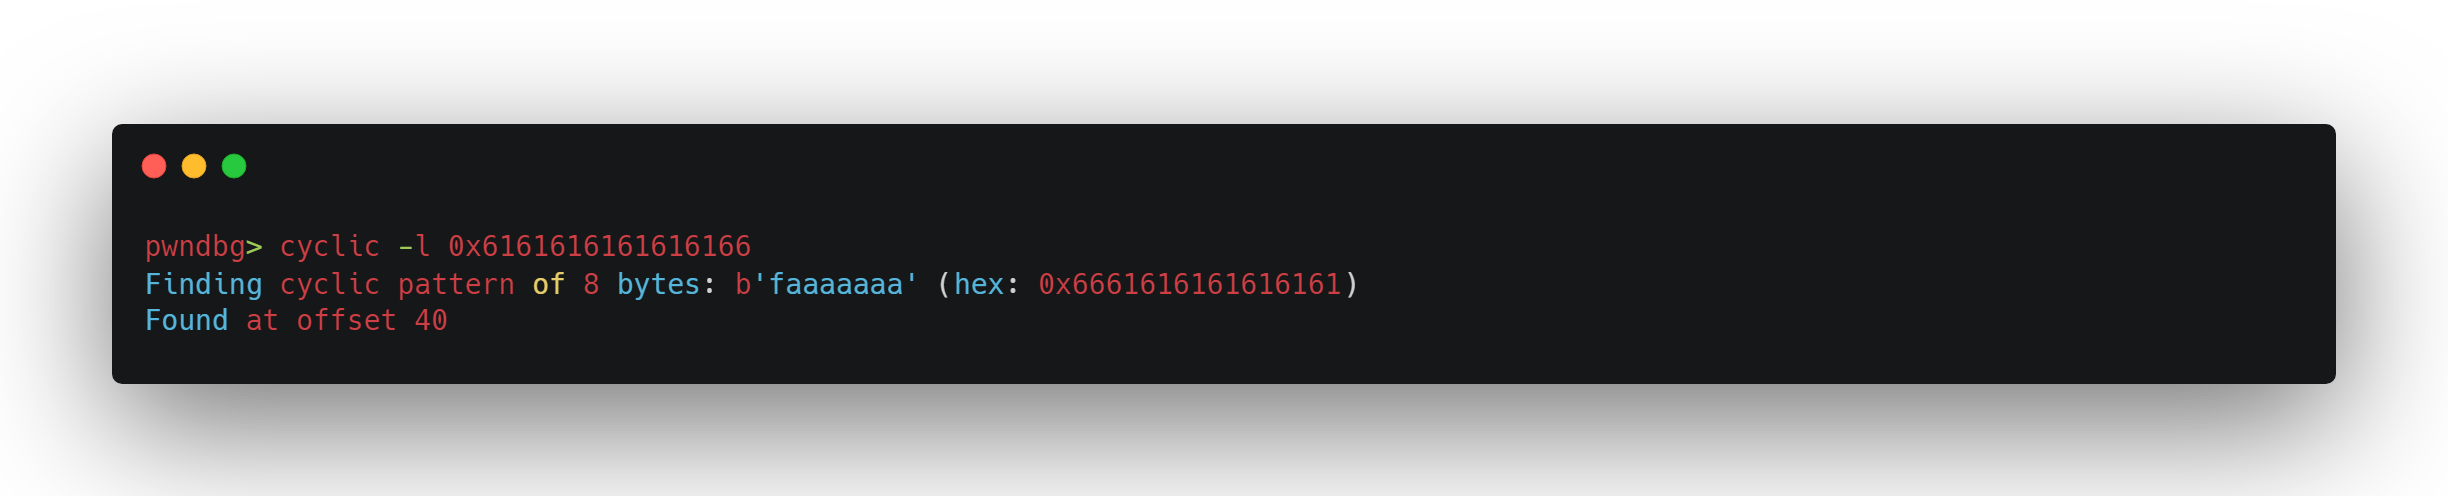 pwndbg> cyclic -l 0x6161616161616166
Finding cyclic pattern of 8 bytes: b'faaaaaaa' (hex: 0x6661616161616161)
Found at offset 40